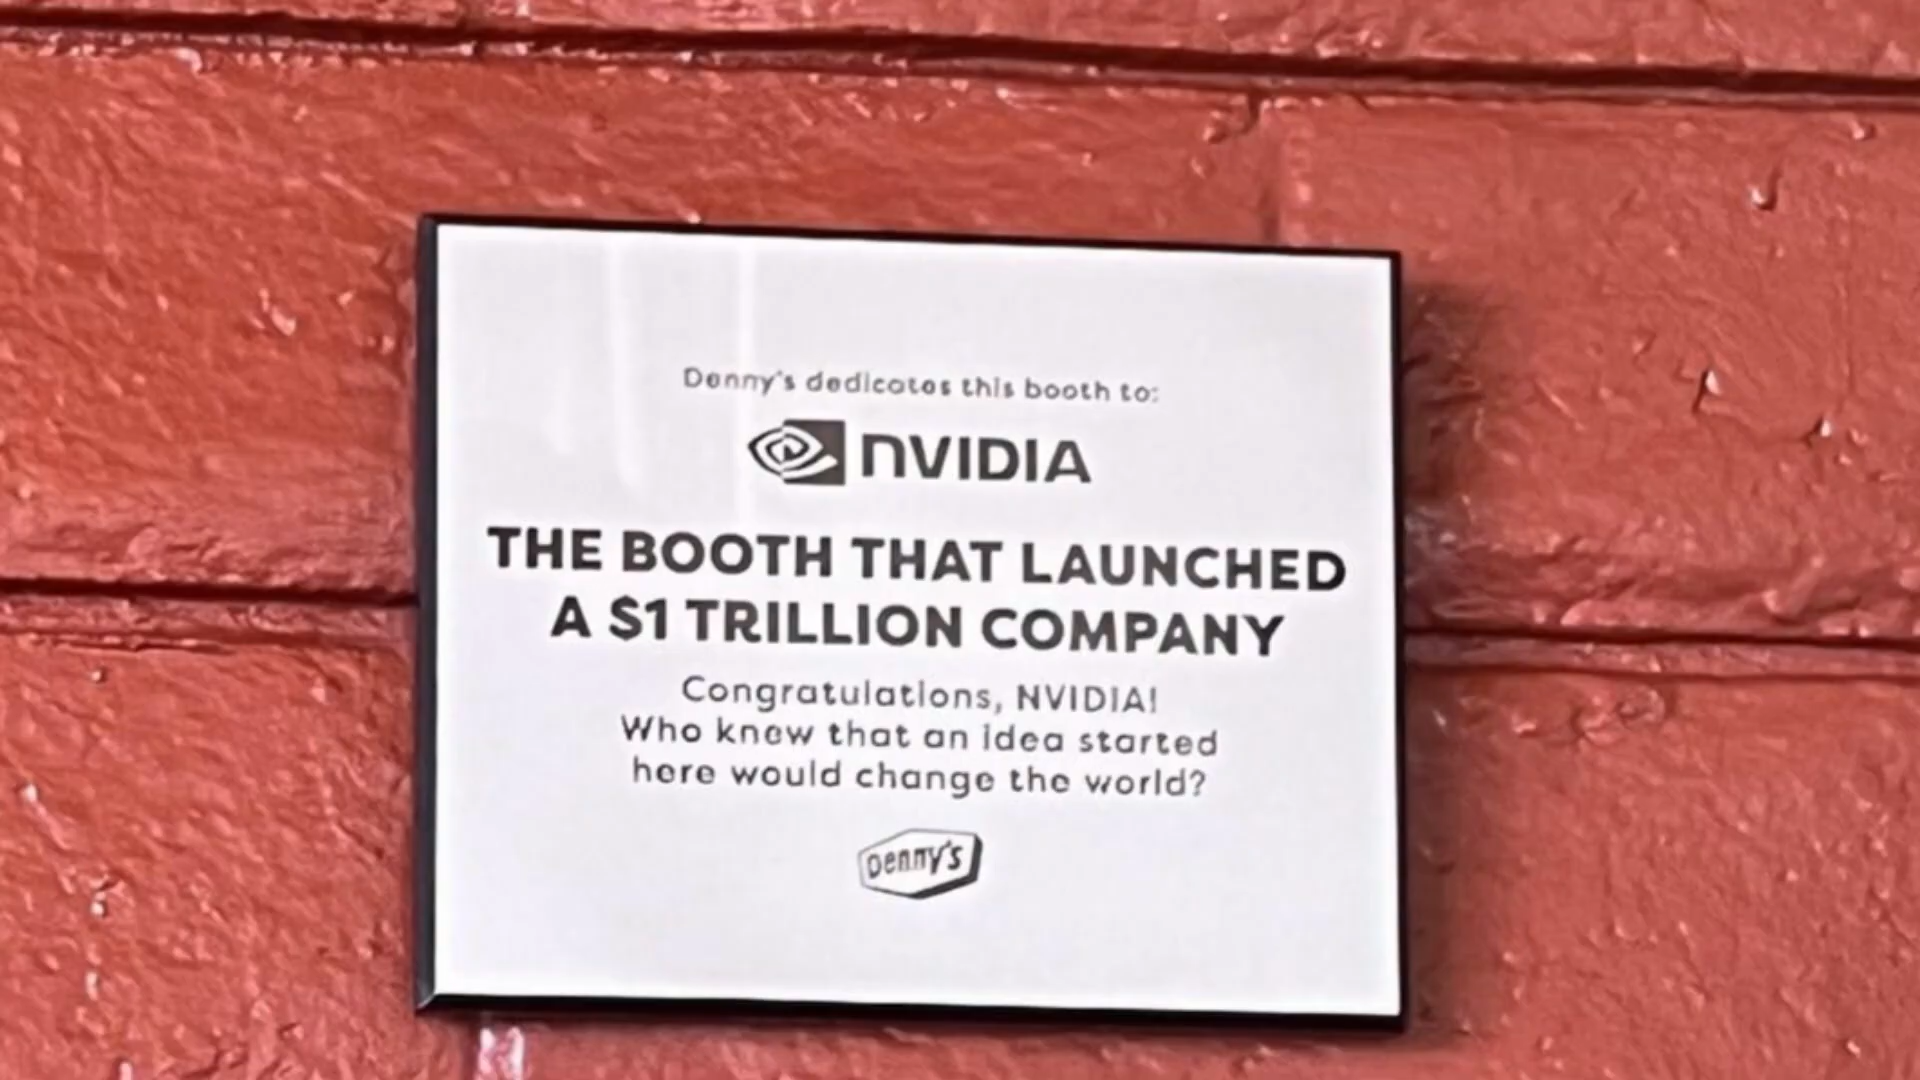 Denny's dedicates this booth to:
NVIDIA
THE BOOTH THAT LAUNCHED
A $1 TRILLION COMPANY
Congratulations, NVIDIA!
Who knew that an idea started
here would change the world?
Denny's